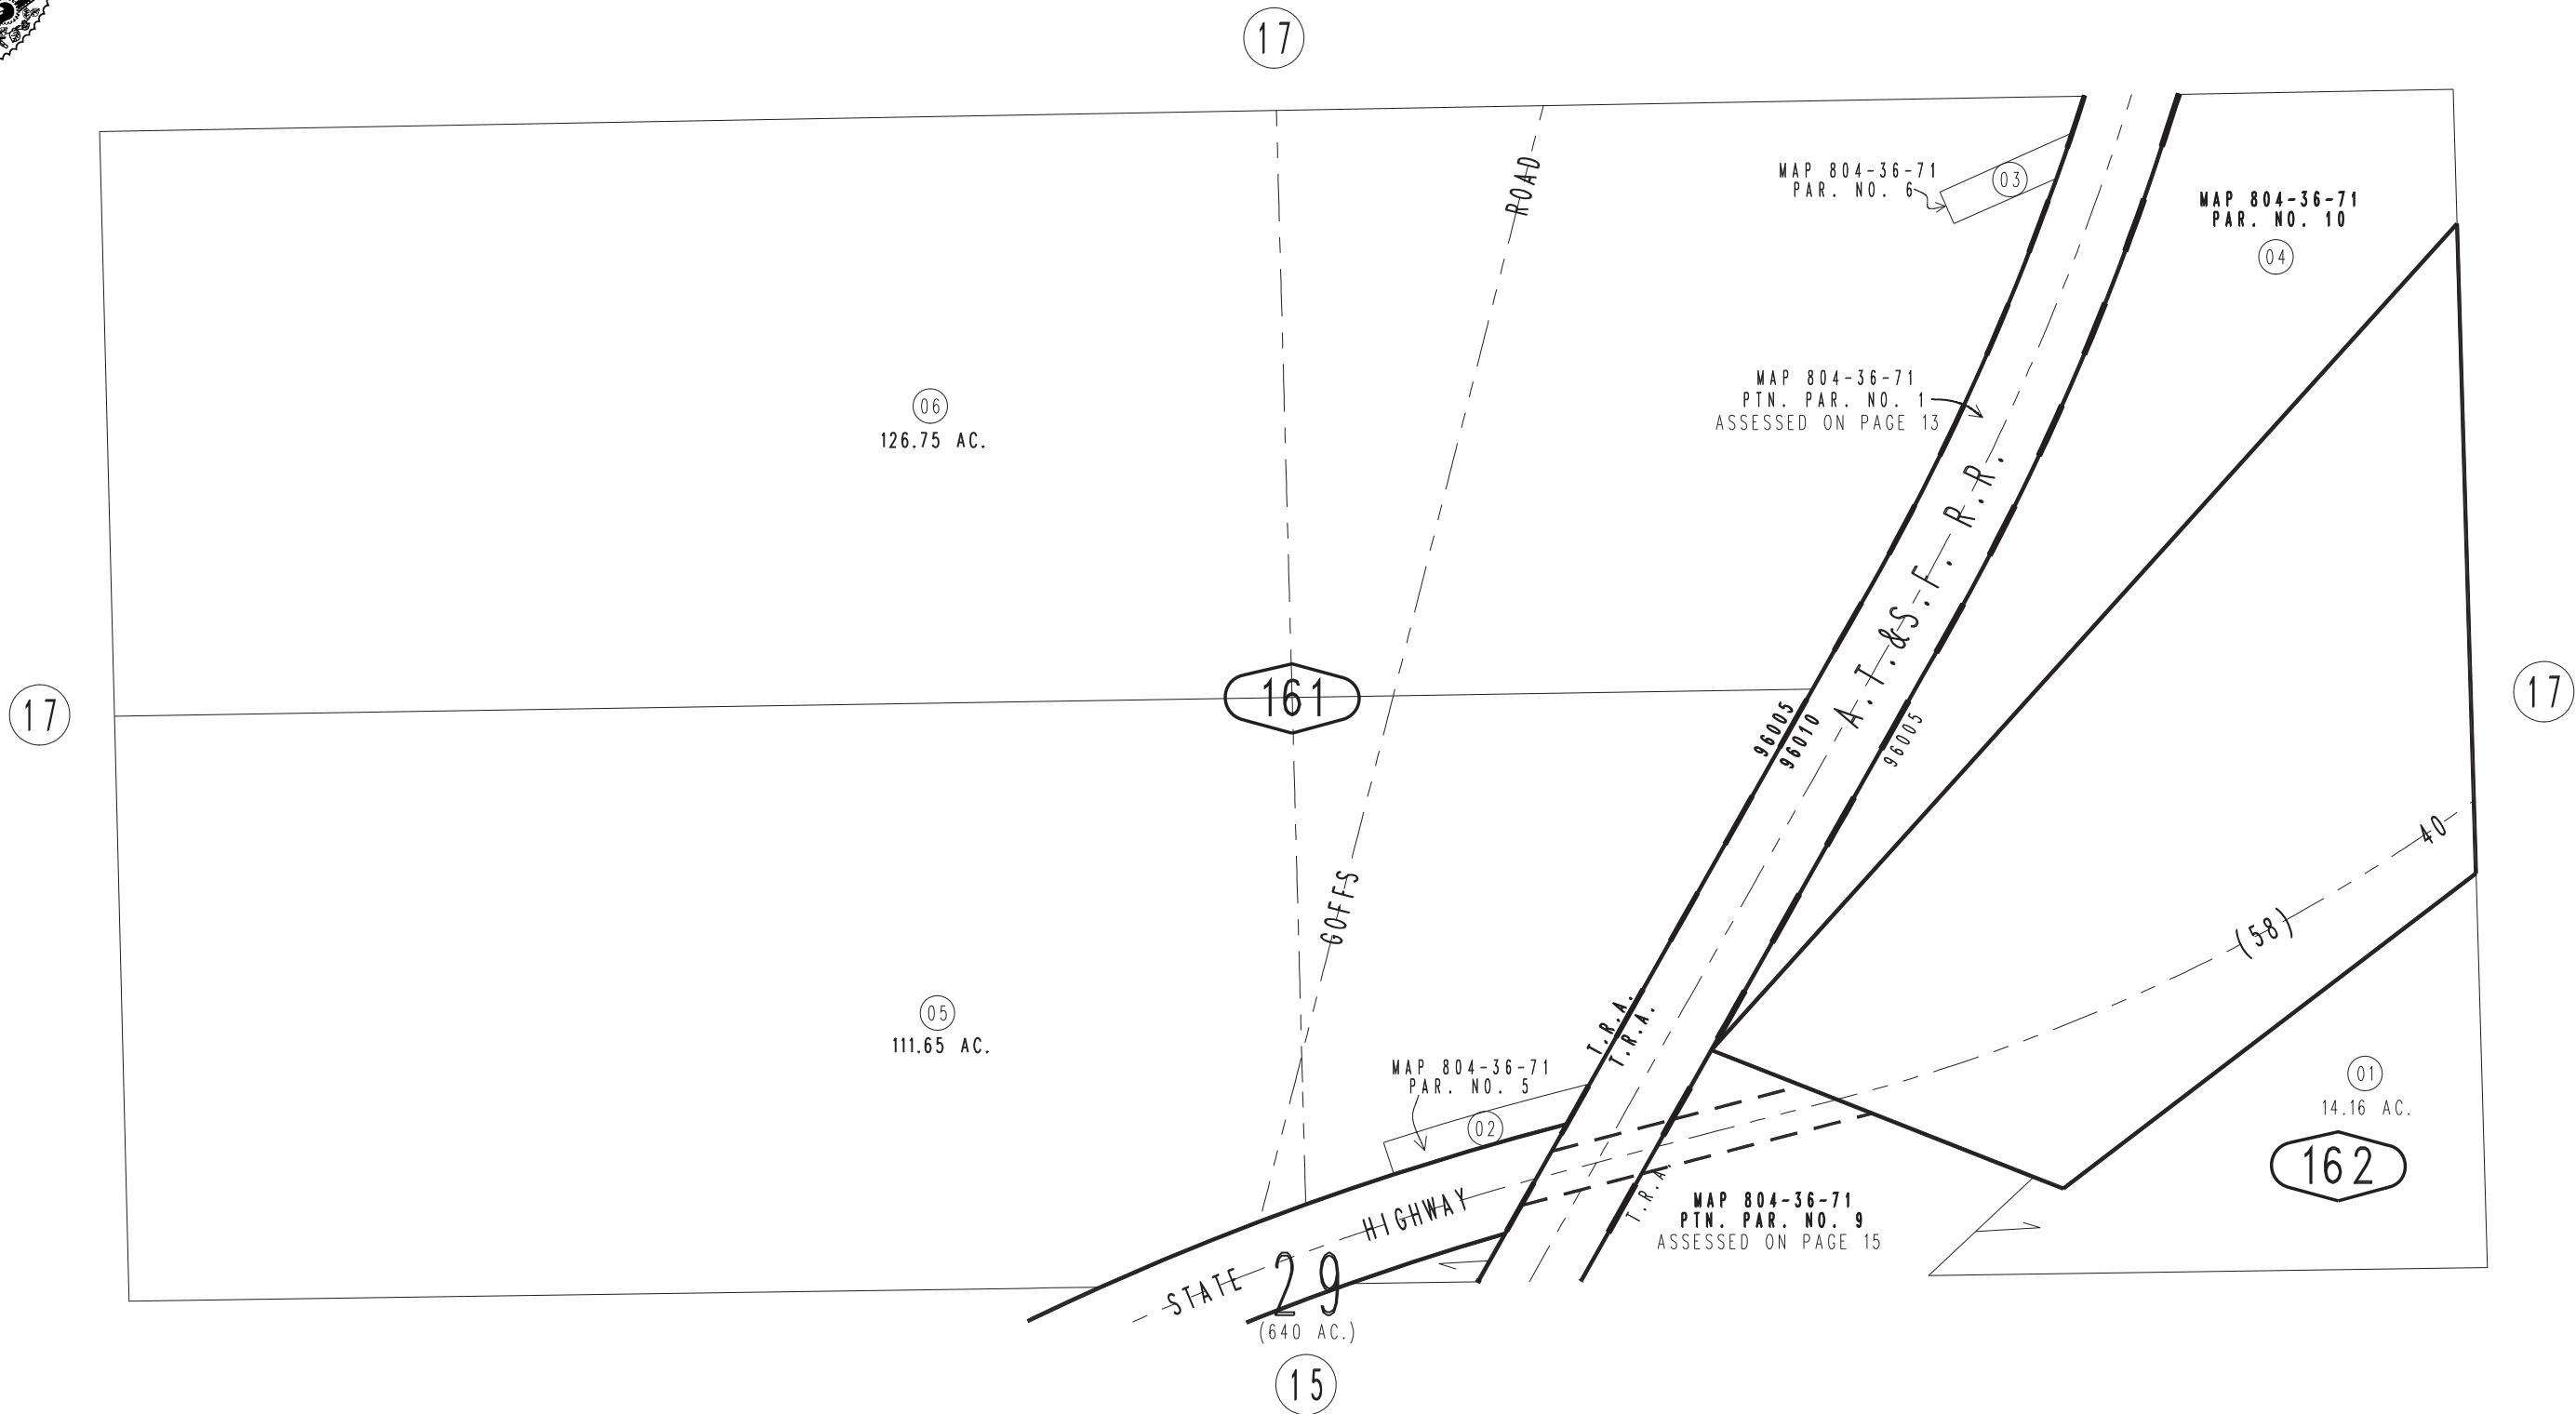 17
MAP 804-36-71
PAR. NO. 6
03
MAP 804-36-71
PAR. NO. 10
04
ROAD
MAP 804-36-71
PTN. PAR. NO. 1
ASSESSED ON PAGE 13
06
126.75 AC.
A.T.&S.F. R.R.
17
161
17
96005
96010
96005
40
(58)
GOFFS
05
111.65 AC.
T.R.A.
T.R.A.
MAP 804-36-71
PAR. NO. 5
02
01
14.16 AC.
162
T.R.A.
MAP 804-36-71
PTN. PAR. NO. 9
ASSESSED ON PAGE 15
STATE HIGHWAY
29
(640 AC.)
15